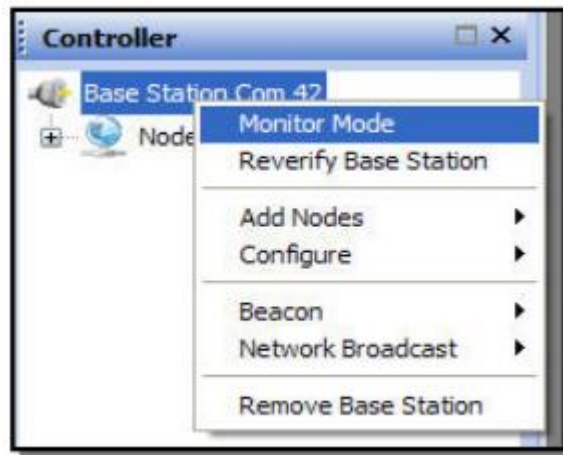 Controller
Base Station Com 42
Node
Monitor Mode
Reverify Base Station
Add Nodes
Configure
Beacon
Network Broadcast
Remove Base Station